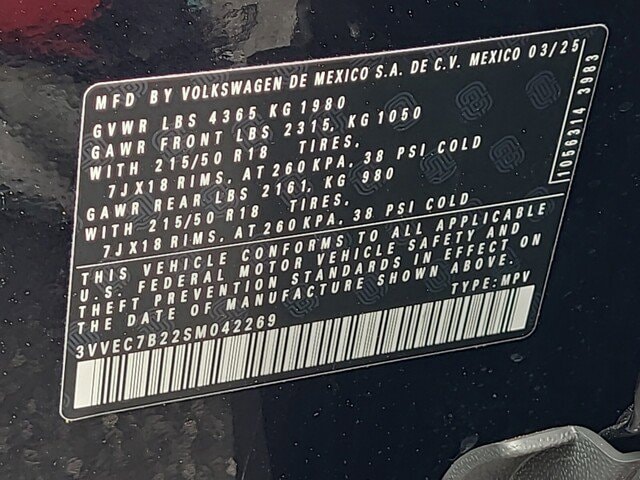 MFD BY VOLKSWAGEN DE MEXICO S.A. DE C.V. MEXICO 03/25
GVWR LBS 4365 KG 1980
GAWR FRONT LBS 2315, KG 1050
WITH 215/50 R18 TIRES,
7JX18 RIMS, AT 260 KPA, 38 PSI COLD
GAWR REAR LBS 2161, KG 980
WITH 215/50 R18 TIRES,
7JX18 RIMS, AT 260 KPA, 38 PSI COLD
1056314 3983
THIS VEHICLE CONFORMS TO ALL APPLICABLE
U.S. FEDERAL MOTOR VEHICLE SAFETY AND
THEFT PREVENTION STANDARDS IN EFFECT ON
THE DATE OF MANUFACTURE SHOWN ABOVE.
3VVEC7B22SM042269 TYPE: MPV